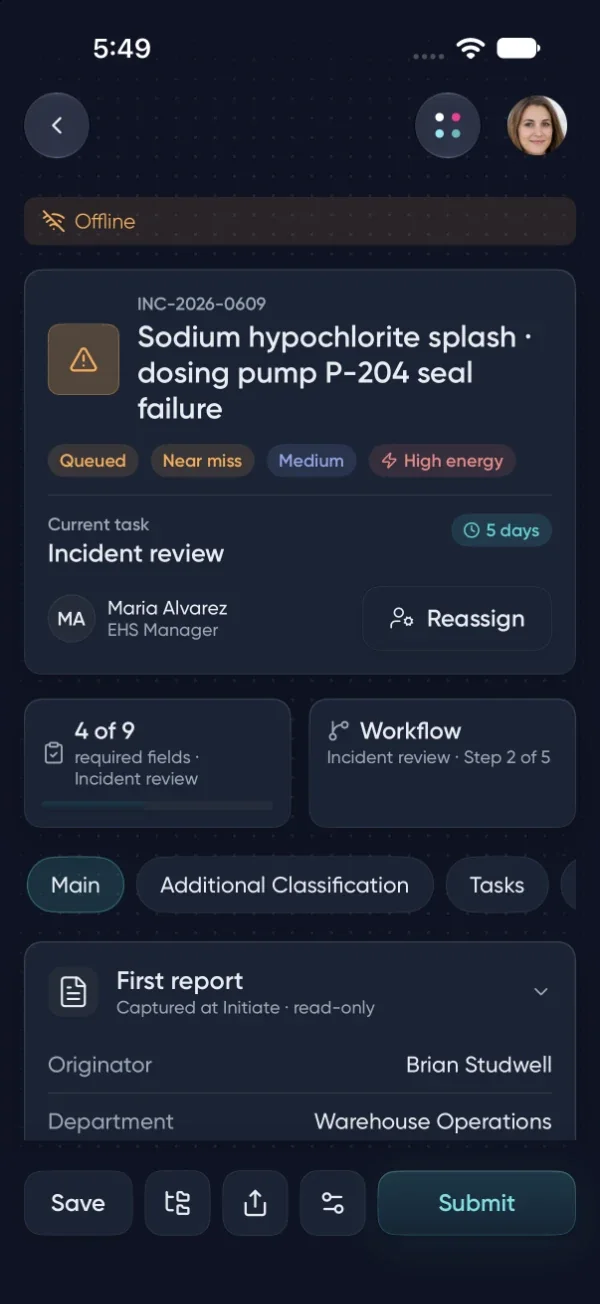 5:49
Offline
INC-2026-0609
Sodium hypochlorite splash ·
dosing pump P-204 seal
failure
Queued
Near miss
Medium
High energy
Current task
5 days
Incident review
MA
Maria Alvarez
EHS Manager
Reassign
4 of 9
required fields ·
Incident review
Workflow
Incident review · Step 2 of 5
Main
Additional Classification
Tasks
First report
Captured at Initiate · read-only
Originator
Brian Studwell
Department
Warehouse Operations
Save
Submit